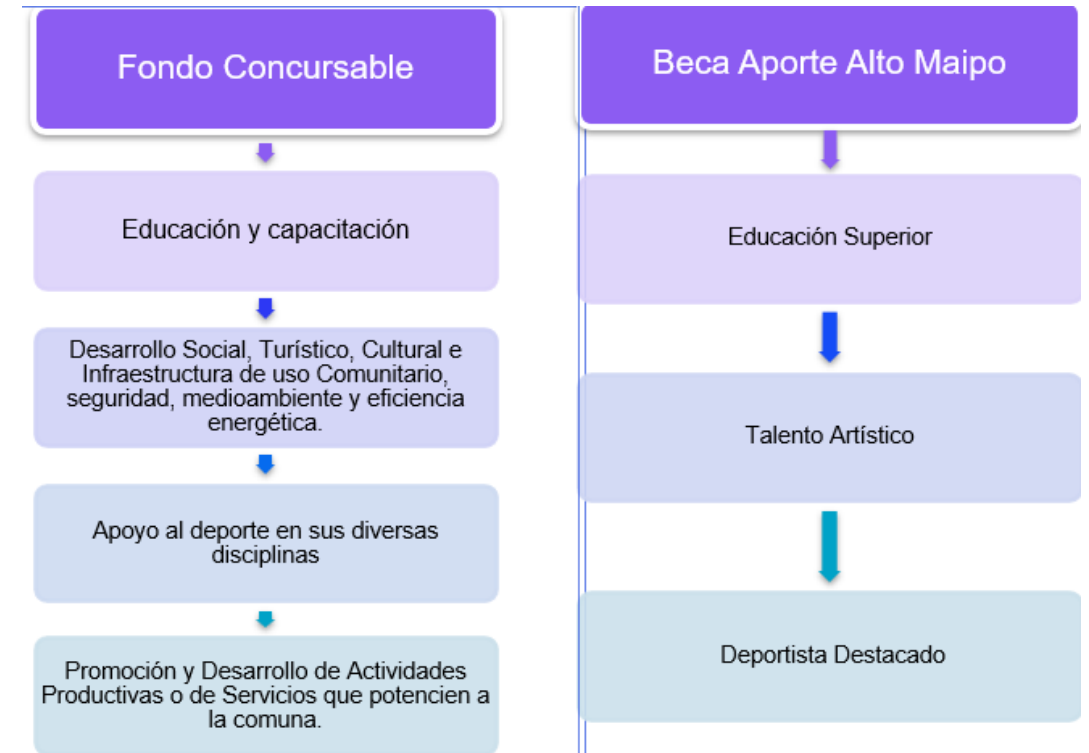 Fondo Concursable
Educación y capacitación
Desarrollo Social, Turístico, Cultural e
Infraestructura de uso Comunitario,
seguridad, medioambiente y eficiencia
energética.
Apoyo al deporte en sus diversas
disciplinas
Promoción y Desarrollo de Actividades
Productivas o de Servicios que potencien a
la comuna.
Beca Aporte Alto Maipo
Educación Superior
Talento Artístico
Deportista Destacado